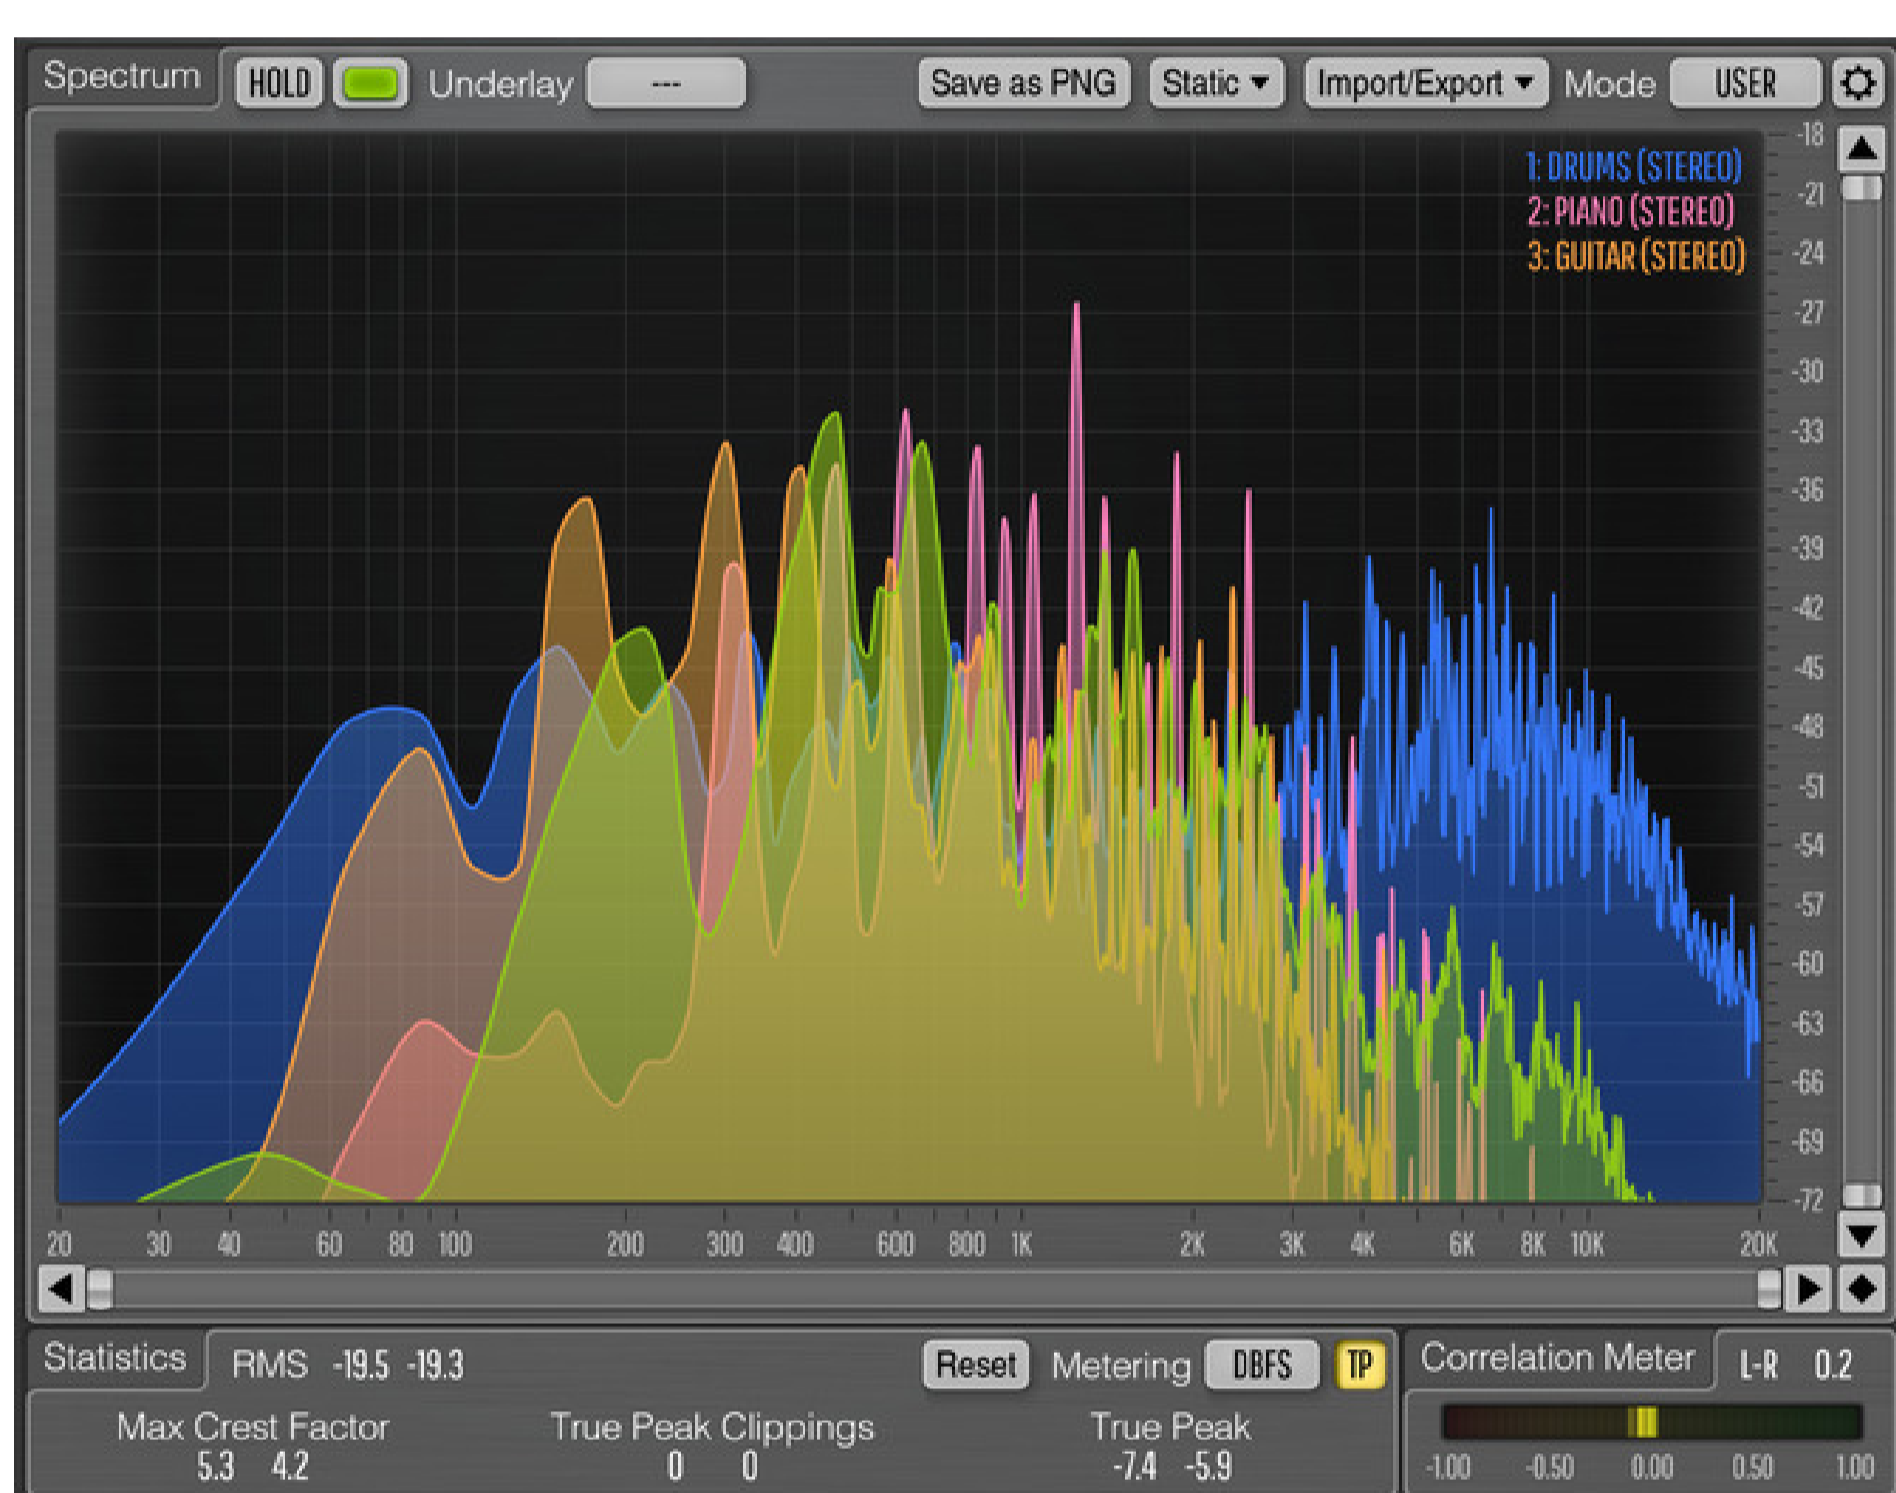 Spectrum HOLD Underlay --- Save as PNG Static ▼ Import/Export ▼ Mode USER
1: DRUMS (STEREO)
2: PIANO (STEREO)
3: GUITAR (STEREO)
-18
-21
-24
-27
-30
-33
-36
-39
-42
-45
-48
-51
-54
-57
-60
-63
-66
-69
-72
20 30 40 60 80 100 200 300 400 600 800 1K 2K 3K 4K 6K 8K 10K 20K
Statistics RMS -19.5 -19.3 Reset Metering DBFS TP
Max Crest Factor True Peak Clippings True Peak
5.3 4.2 0 0 -7.4 -5.9
Correlation Meter L-R 0.2
-1.00 -0.50 0.00 0.50 1.00